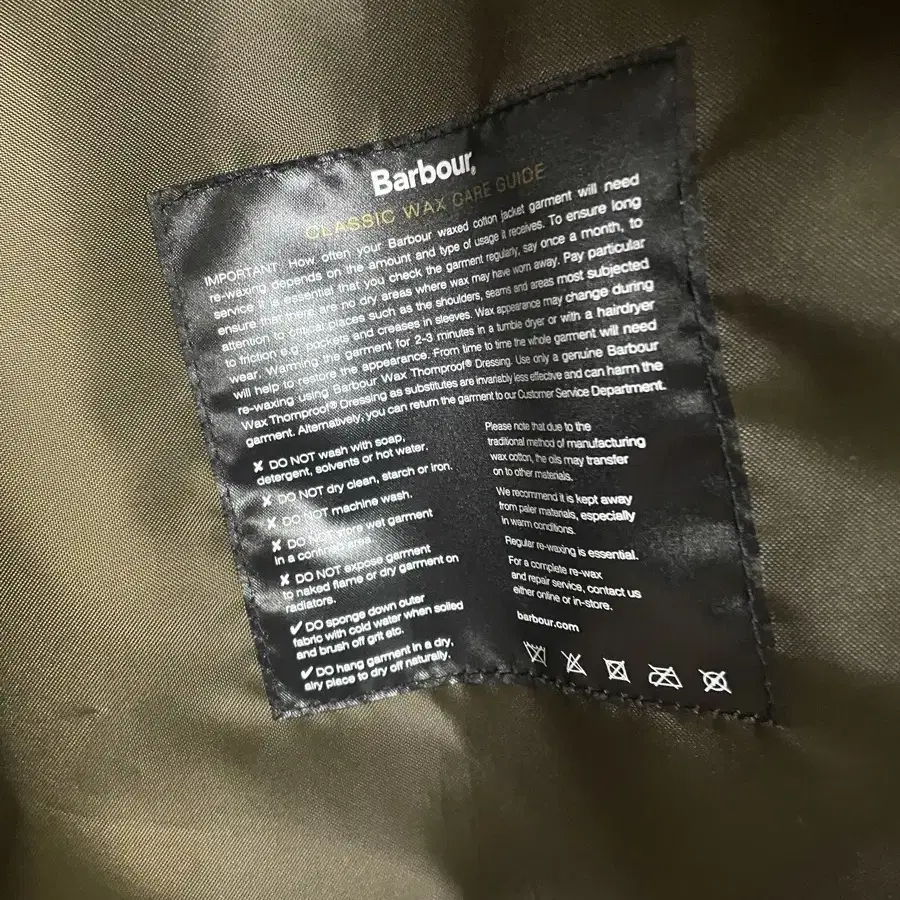 Barbour®
CLASSIC WAX CARE GUIDE
IMPORTANT How often your Barbour waxed cotton jacket garment will need
re-waxing depends on the amount and type of usage it receives. To ensure long
service it is essential that you check the garment regularly, say once a month, to
ensure there are no dry areas where wax may have worn away. Pay particular
attention to typical places such as the shoulders, seams and areas most subjected
to friction e.g. pockets and creases in sleeves. Wax appearance may change during
wear. Warming the garment for 2-3 minutes in a tumble dryer or with a hairdryer
will help to restore the appearance. From time to time the whole garment will need
re-waxing using Barbour Wax Thornproof® Dressing. Use only a genuine Barbour
Wax Thornproof® Dressing as substitutes are invariably less effective and can harm the
garment. Alternatively, you can return the garment to our Customer Service Department.
✘ DO NOT wash with soap,
detergent, solvents or hot water.
✘ DO NOT dry clean, starch or iron.
✘ DO NOT machine wash.
✘ DO NOT store wet garment
in a confined area.
✘ DO NOT expose garment
to naked flame or dry garment on
radiators.
✔ DO sponge down outer
fabric with cold water when soiled
and brush off grit etc.
✔ DO hang garment in a dry,
airy place to dry off naturally.
Please note that due to the
traditional method of manufacturing
wax cotton, the oils may transfer
on to other materials.
We recommend it is kept away
from paler materials, especially
in warm conditions.
Regular re-waxing is essential.
For a complete re-wax
and repair service, contact us
either online or in-store.
barbour.com